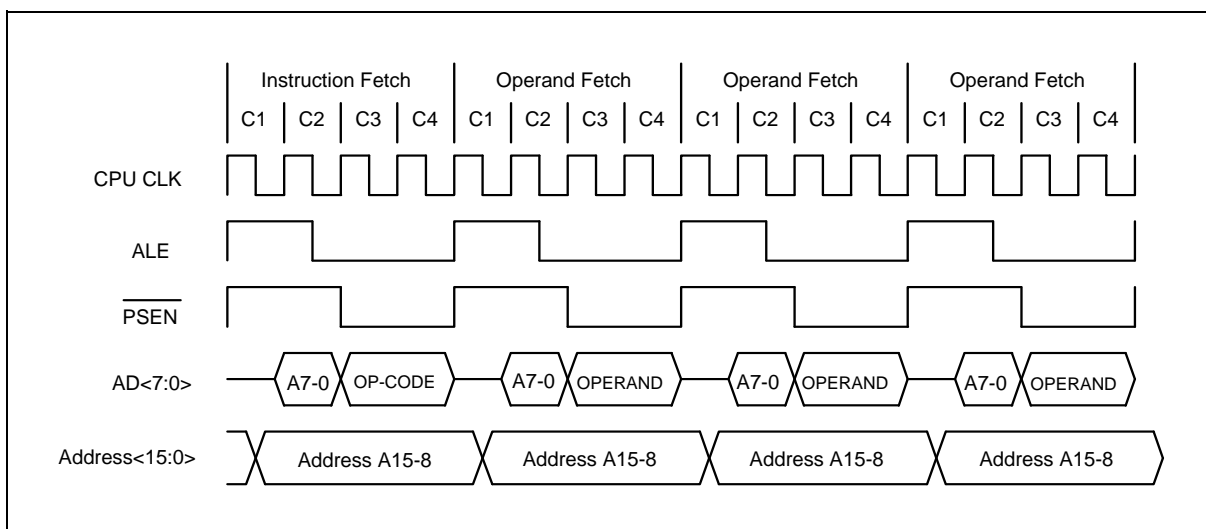 Instruction Fetch Operand Fetch Operand Fetch Operand Fetch
C1 C2 C3 C4 C1 C2 C3 C4 C1 C2 C3 C4 C1 C2 C3 C4
CPU CLK
ALE
PSEN
AD<7:0> A7-0 OP-CODE A7-0 OPERAND A7-0 OPERAND A7-0 OPERAND
Address<15:0> Address A15-8 Address A15-8 Address A15-8 Address A15-8